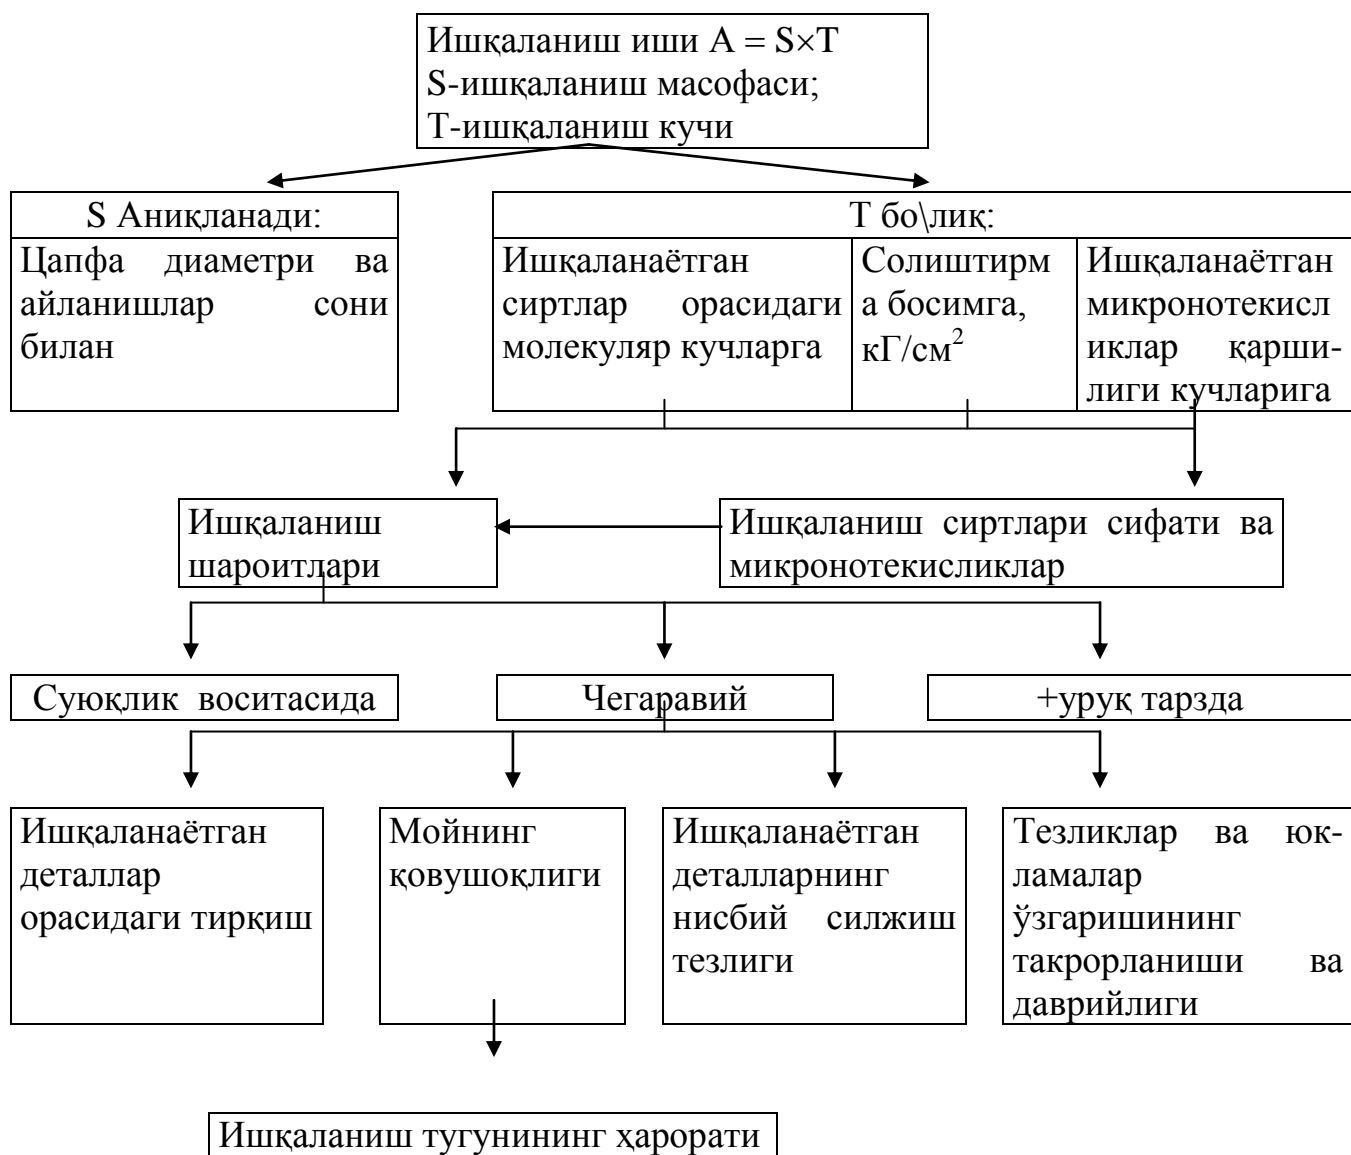 Ишқаланиш иши A = S×T
S-ишқаланиш масофаси;
Т-ишқаланиш кучи
S Аниқланади:
Т бо\лиқ:
Цапфа диаметри ва
айланишлар сони
билан
Ишқаланаётган
сиртлар орасидаги
молекуляр кучларга
Солиштирм
а босимга,
кГ/см²
Ишқаланаётган
микронотекисл
иклар қарши-
лиги кучларига
Ишқаланиш
шароитлари
Ишқаланиш сиртлари сифати ва
микронотекисликлар
Суюқлик воситасида
Чегаравий
+уруқ тарзда
Ишқаланаётган
деталлар
орасидаги тирқиш
Мойнинг
қовушоқлиги
Ишқаланаётган
деталларнинг
нисбий силжиш
тезлиги
Тезликлар ва юк-
ламалар
ўзгаришининг
такрорланиши ва
даврийлиги
Ишқаланиш тугунининг ҳарорати